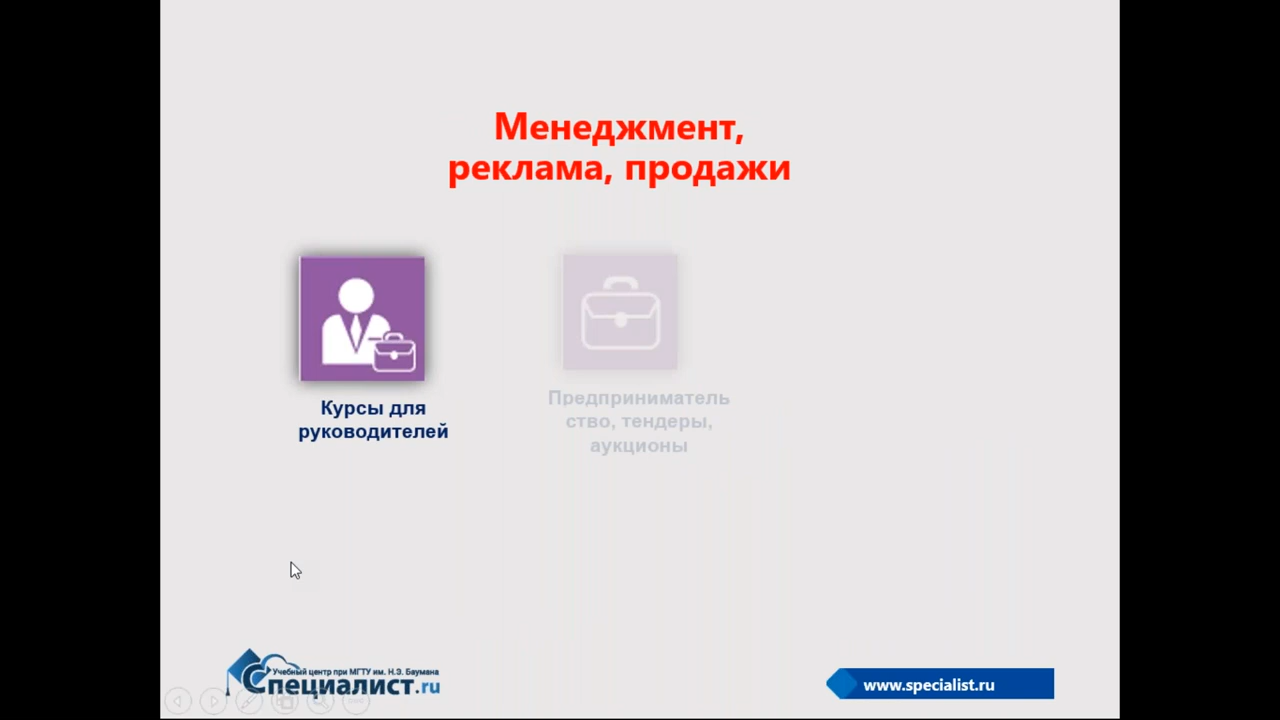 Менеджмент,
реклама, продажи
Курсы для
руководителей
Предприниматель
ство, тендеры,
аукционы
Учебный центр при МГТУ им. Н.Э. Баумана
Специалист.ru
www.specialist.ru